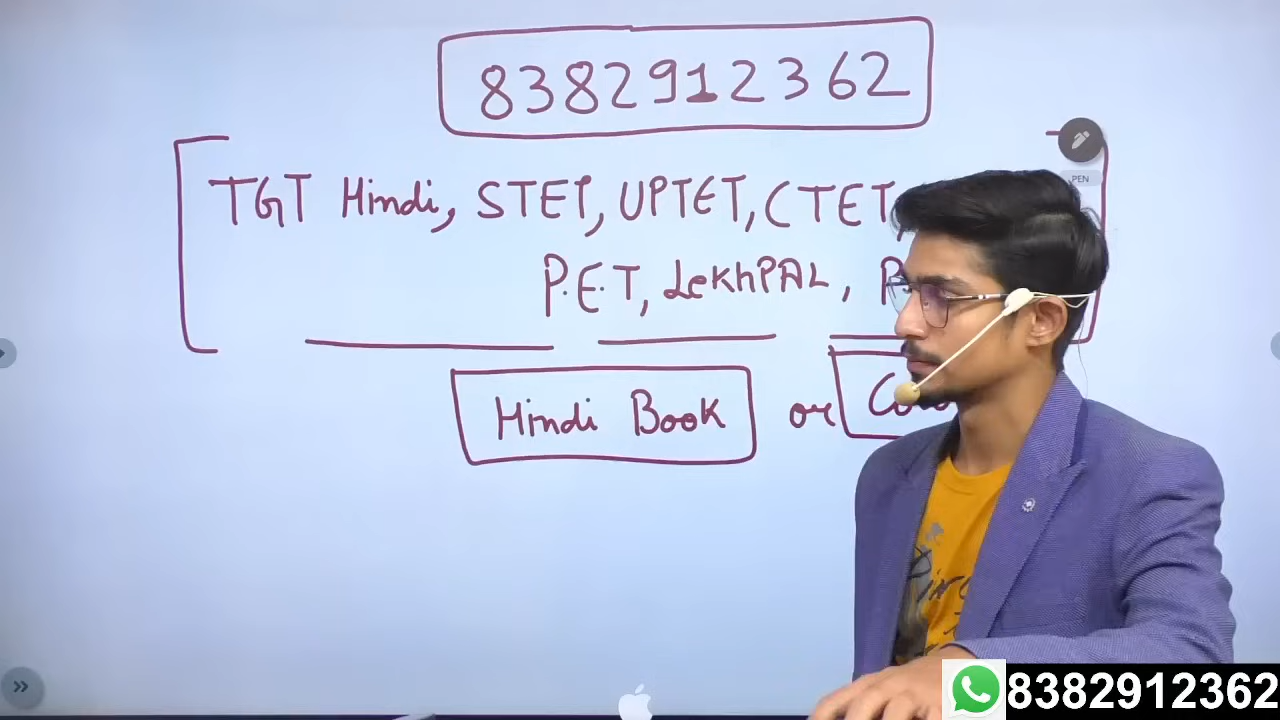 8382912362
PEN
TGT Hindi, STET, UPTET, CTET,
P.E.T, LekhPAL,
Hindi Book or
8382912362